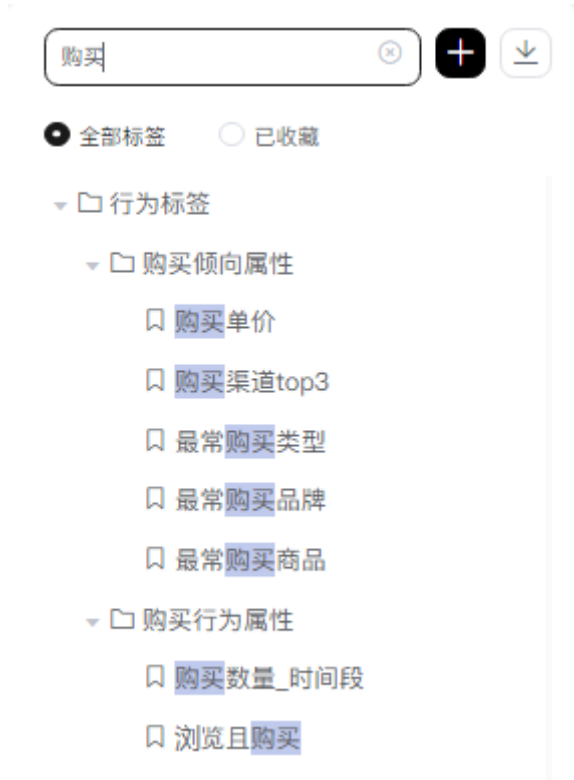 购买
全部标签 已收藏
行为标签
购买倾向属性
购买单价
购买渠道top3
最常购买类型
最常购买品牌
最常购买商品
购买行为属性
购买数量_时间段
浏览且购买